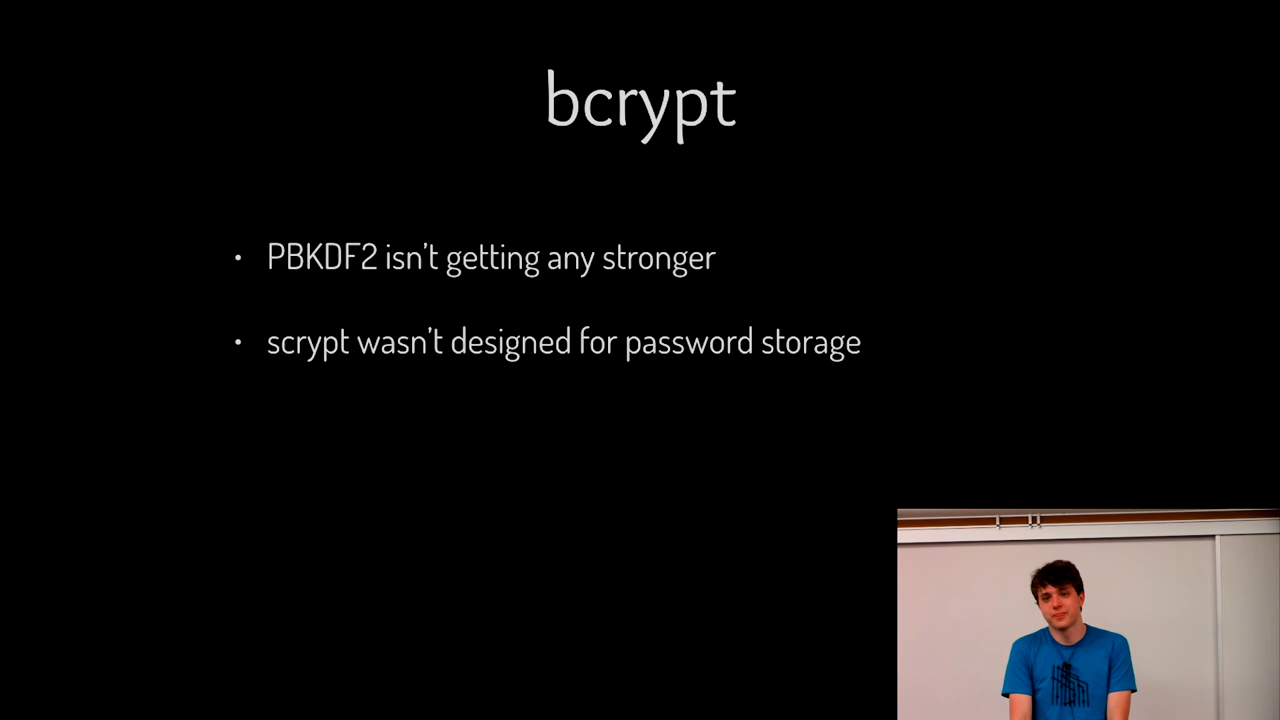 bcrypt
• PBKDF2 isn't getting any stronger
• scrypt wasn't designed for password storage